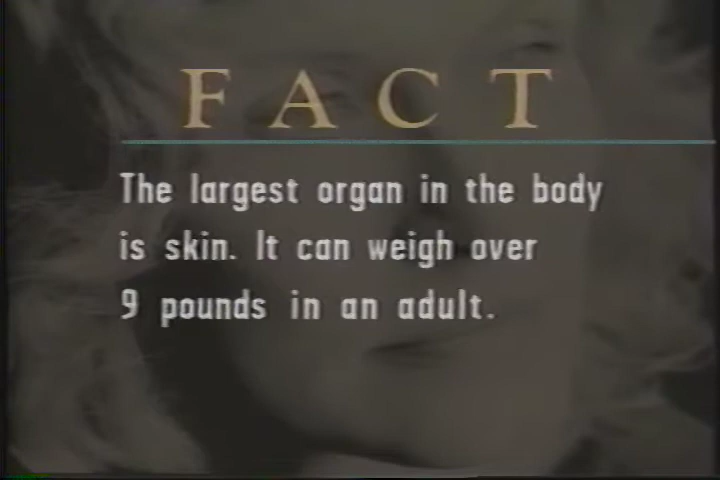 FACT
The largest organ in the body
is skin. It can weigh over
9 pounds in an adult.